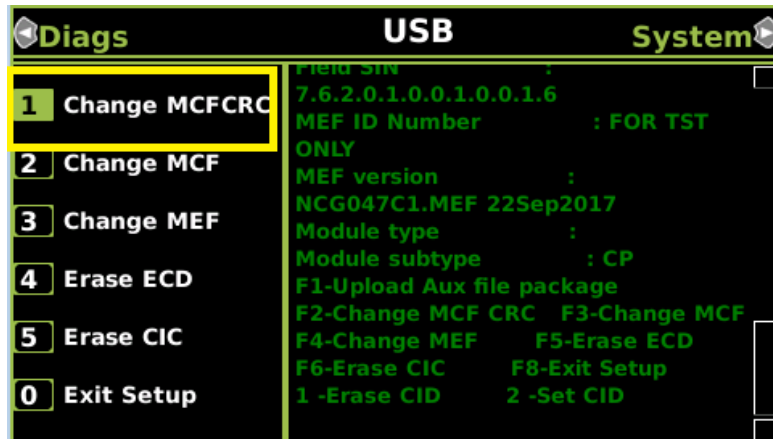 Diags USB System
1 Change MCFCRC
2 Change MCF
3 Change MEF
4 Erase ECD
5 Erase CIC
0 Exit Setup
Field SIN :
7.6.2.0.1.0.0.1.0.0.1.6
MEF ID Number : FOR TST
ONLY
MEF version :
NCG047C1.MEF 22Sep2017
Module type :
Module subtype : CP
F1-Upload Aux file package
F2-Change MCF CRC F3-Change MCF
F4-Change MEF F5-Erase ECD
F6-Erase CIC F8-Exit Setup
1 -Erase CID 2 -Set CID